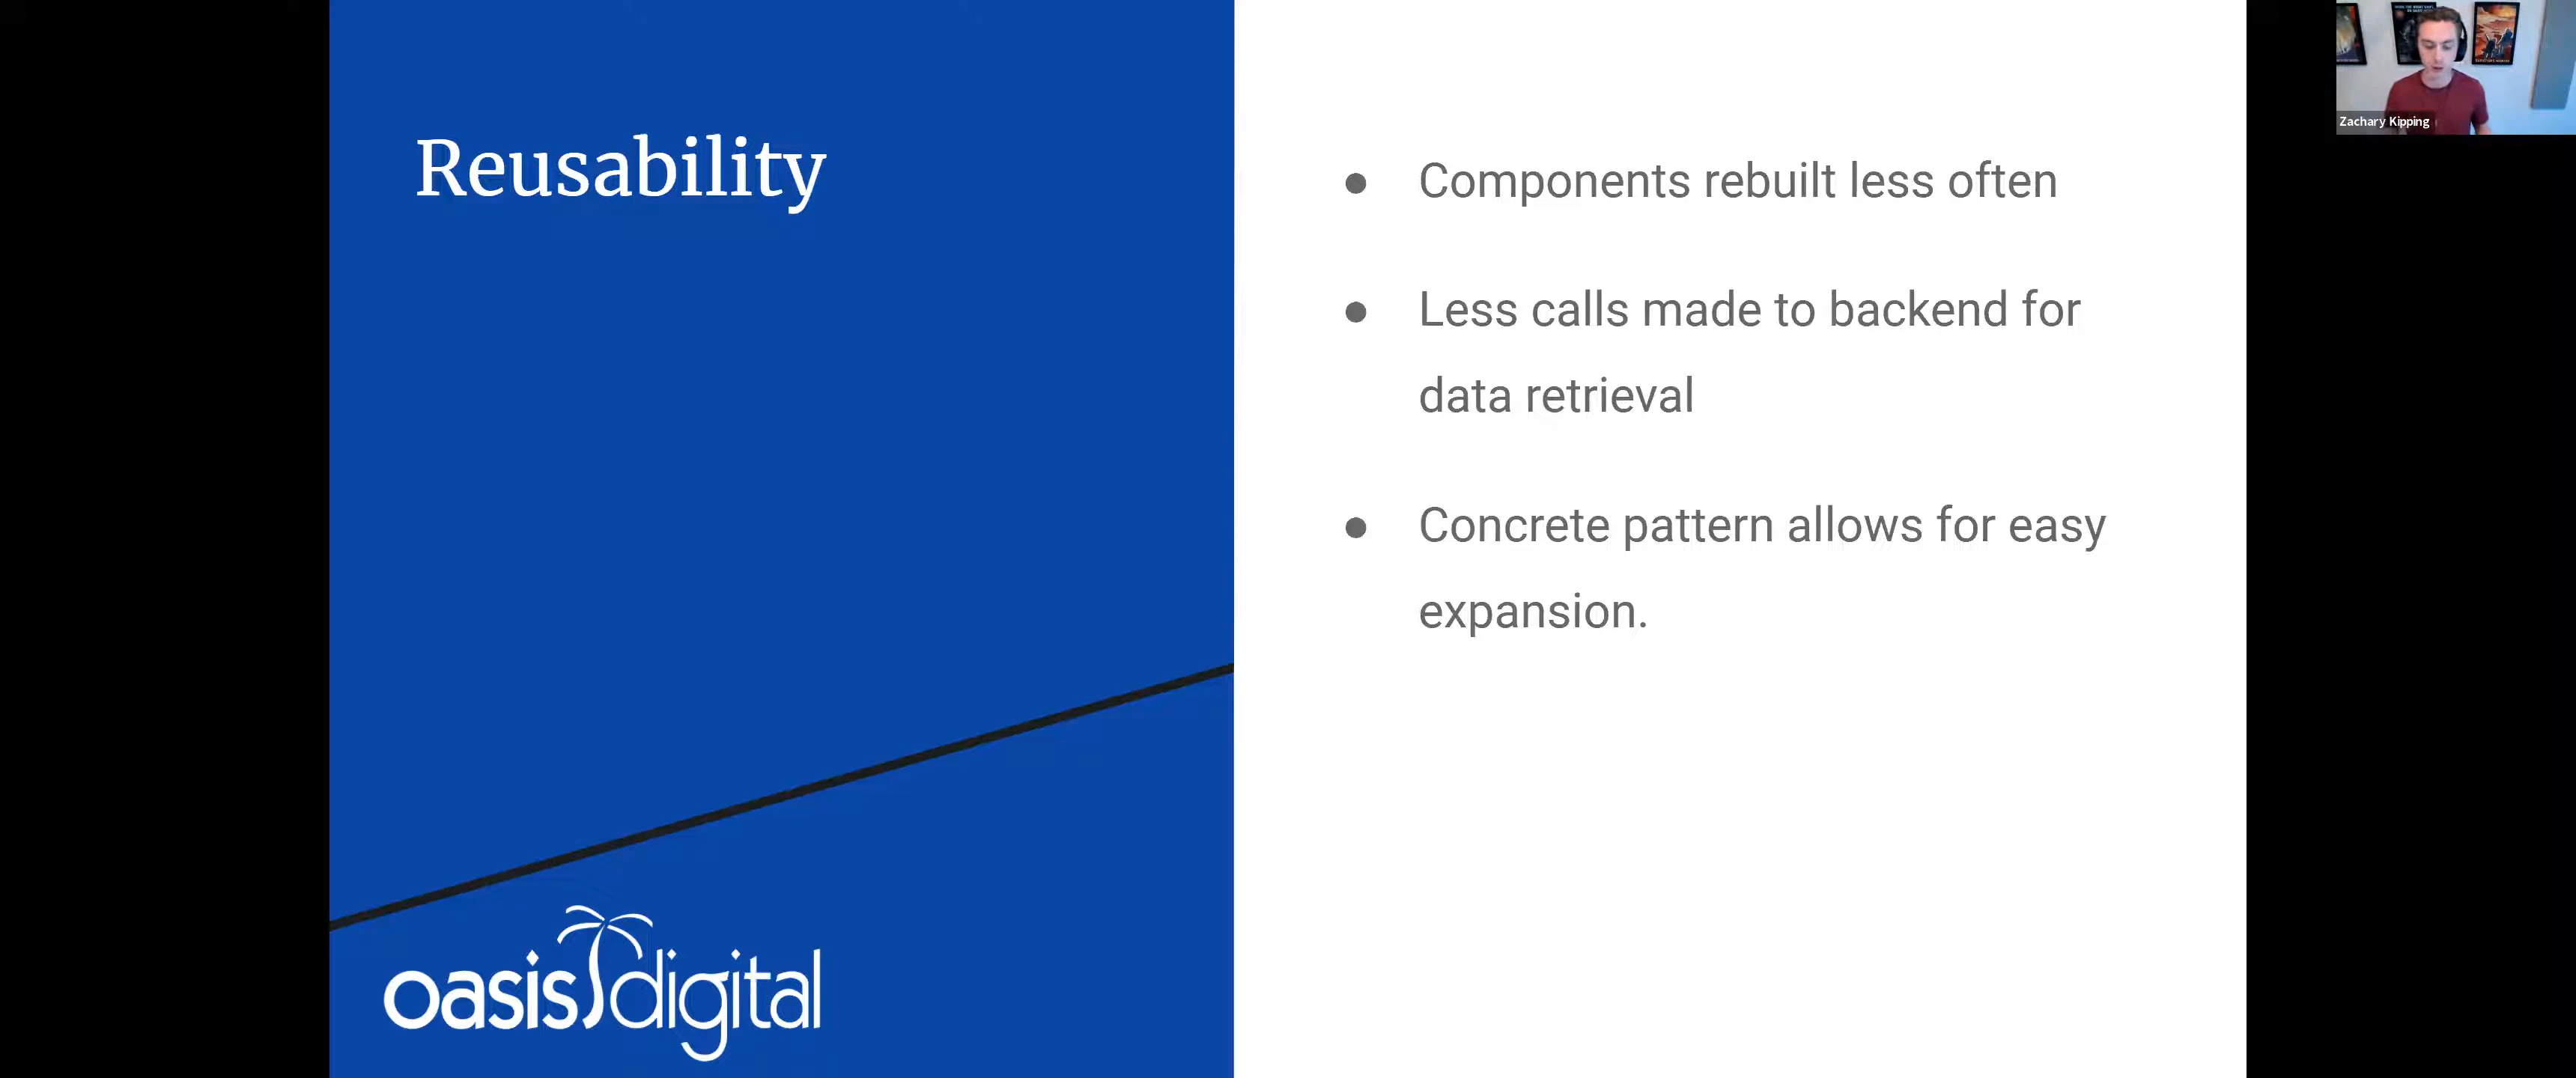 Reusability
● Components rebuilt less often
● Less calls made to backend for
data retrieval
● Concrete pattern allows for easy
expansion.
oasis digital
Zachary Kipping